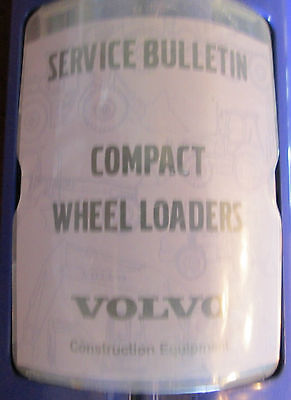 SERVICE BULLETIN
COMPACT
WHEEL LOADERS
VOLVO
Construction Equipment